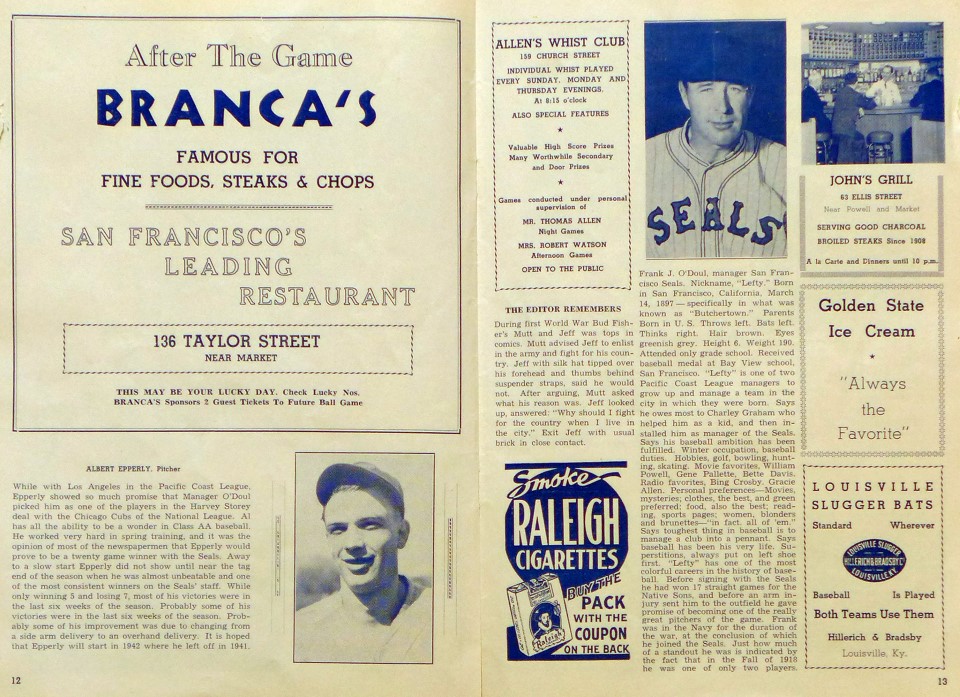 After The Game
BRANCA'S
FAMOUS FOR
FINE FOODS, STEAKS & CHOPS
SAN FRANCISCO'S
LEADING
RESTAURANT
136 TAYLOR STREET
NEAR MARKET
THIS MAY BE YOUR LUCKY DAY. Check Lucky Nos.
BRANCA'S Sponsors 2 Guest Tickets To Future Ball Game
ALBERT EPPERLY, Pitcher
While with Los Angeles in the Pacific Coast League,
Epperly showed so much promise that Manager O'Doul
picked him as one of the players in the Harvey Storey
deal with the Chicago Cubs of the National League. Al
has all the ability to be a wonder in Class AA baseball.
He worked very hard in spring training, and it was the
opinion of most of the newspapermen that Epperly would
prove to be a twenty game winner with the Seals. Away
to a slow start Epperly did not show until near the tag
end of the season when he was almost unbeatable and one
of the most consistent winners on the Seals' staff. While
only winning 5 and losing 7, most of his victories were in
the last six weeks of the season. Probably some of his
victories were in the last six weeks of the season. Prob-
ably some of his improvement was due to changing from
a side arm delivery to an overhand delivery. It is hoped
that Epperly will start in 1942 where he left off in 1941.
12
ALLEN'S WHIST CLUB
159 CHURCH STREET
INDIVIDUAL WHIST PLAYED
EVERY SUNDAY, MONDAY AND
THURSDAY EVENINGS.
At 8:15 o'clock
ALSO SPECIAL FEATURES
Valuable High Score Prizes
Many Worthwhile Secondary
and Door Prizes
Games conducted under personal
supervision of
MR. THOMAS ALLEN
Night Games
MRS. ROBERT WATSON
Afternoon Games
OPEN TO THE PUBLIC
THE EDITOR REMEMBERS
During first World War Bud Fish-
er's Mutt and Jeff was tops in
comics. Mutt advised Jeff to enlist
in the army and fight for his coun-
try. Jeff with silk hat tipped over
his forehead and thumbs behind
suspender straps, said he would
not. After arguing, Mutt asked
what his reason was. Jeff looked
up, answered: "Why should I fight
for the country when I live in
the city." Exit Jeff with usual
brick in close contact.
Smoke
RALEIGH
CIGARETTES
BUY THE
PACK
WITH THE
COUPON
ON THE BACK
Raleigh
SEALS
Frank J. O'Doul, manager San Fran-
cisco Seals. Nickname, "Lefty." Born
in San Francisco, California, March
14, 1897 — specifically in what was
known as "Butchertown." Parents
Born in U. S. Throws left. Bats left.
Thinks right. Hair brown. Eyes
greenish grey. Height 6. Weight 190.
Attended only grade school. Received
baseball medal at Bay View school,
San Francisco. "Lefty" is one of two
Pacific Coast League managers to
grow up and manage a team in the
city in which they were born. Says
he owes most to Charley Graham who
helped him as a kid, and then in-
stalled him as manager of the Seals.
Says his baseball ambition has been
fulfilled. Winter occupation, baseball
duties. Hobbies, golf, bowling, hunt-
ing, skating. Movie favorites, William
Powell, Gene Pallette, Bette Davis.
Radio favorites, Bing Crosby, Gracie
Allen. Personal preferences—Movies,
mysteries; clothes, the best, and green
preferred; food, also the best; read-
ing, sports pages; women, blondes
and brunettes—"in fact, all of 'em."
Says toughest thing in baseball is to
manage a club into a pennant. Says
baseball has been his very life. Su-
perstitions, always put on left shoe
first. "Lefty" has one of the most
colorful careers in the history of base-
ball. Before signing with the Seals
he had won 17 straight games for the
Native Sons, and before an arm in-
jury sent him to the outfield he gave
promise of becoming one of the really
great pitchers of the game. Frank
was in the Navy for the duration of
the war, at the conclusion of which
he joined the Seals. Just how much
of a standout he was is indicated by
the fact that in the Fall of 1918
he was one of only two players.
JOHN'S GRILL
63 ELLIS STREET
Near Powell and Market
SERVING GOOD CHARCOAL
BROILED STEAKS Since 1908
A la Carte and Dinners until 10 p.m.
Golden State
Ice Cream
"Always
the
Favorite"
LOUISVILLE
SLUGGER BATS
Standard Wherever
LOUISVILLE SLUGGER
HILLERICH & BRADSBY Co
LOUISVILLE, KY.
Baseball Is Played
Both Teams Use Them
Hillerich & Bradsby
Louisville, Ky.
13